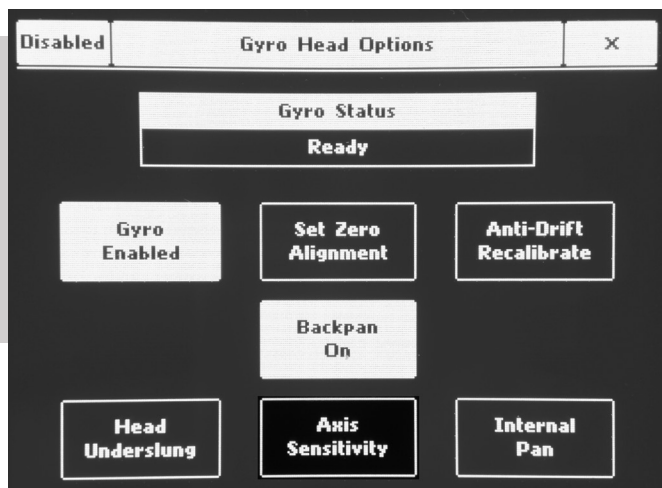 Disabled Gyro Head Options X
Gyro Status
Ready
Gyro Enabled
Set Zero Alignment
Anti-Drift Recalibrate
Backpan On
Head Underslung
Axis Sensitivity
Internal Pan